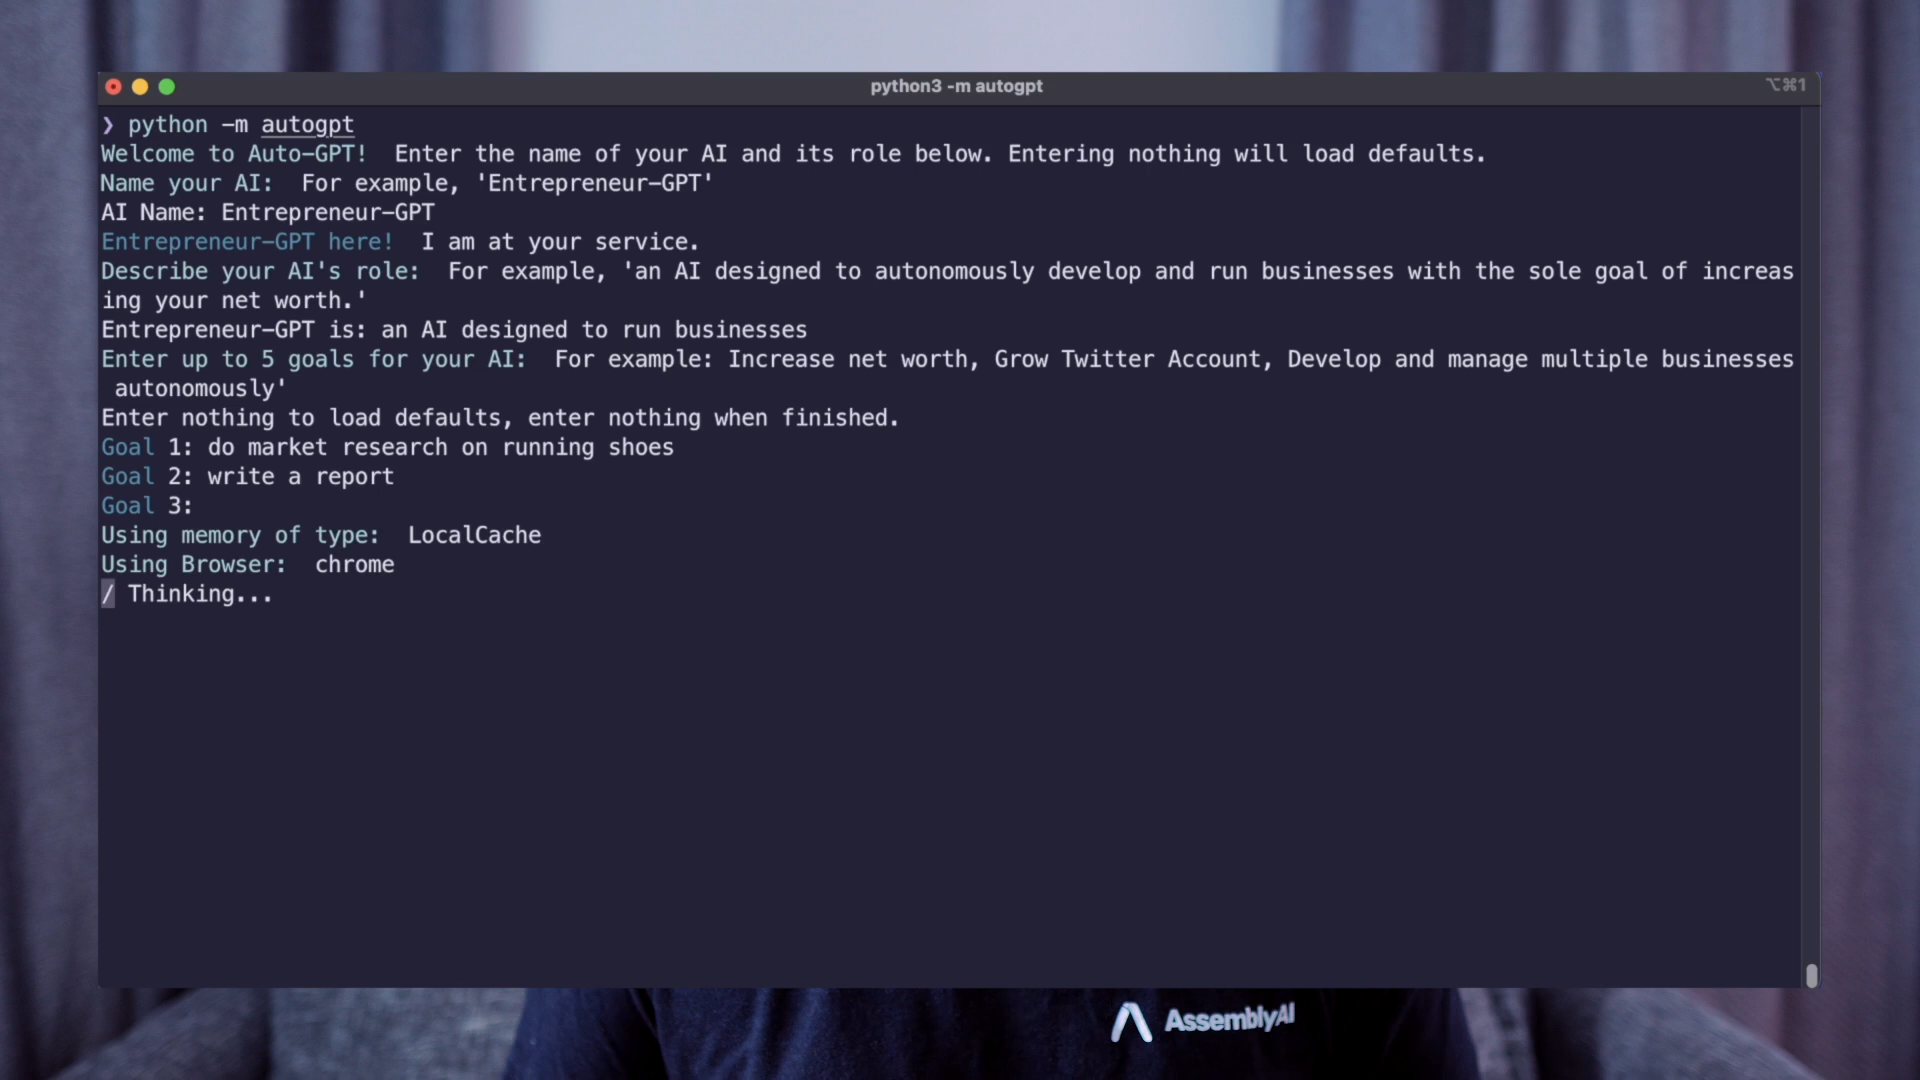 python3 -m autogpt
⌥⌘1
❯ python -m autogpt
Welcome to Auto-GPT!  Enter the name of your AI and its role below. Entering nothing will load defaults.
Name your AI:  For example, 'Entrepreneur-GPT'
AI Name: Entrepreneur-GPT
Entrepreneur-GPT here!  I am at your service.
Describe your AI's role:  For example, 'an AI designed to autonomously develop and run businesses with the sole goal of increas
ing your net worth.'
Entrepreneur-GPT is: an AI designed to run businesses
Enter up to 5 goals for your AI:  For example: Increase net worth, Grow Twitter Account, Develop and manage multiple businesses
 autonomously'
Enter nothing to load defaults, enter nothing when finished.
Goal 1: do market research on running shoes
Goal 2: write a report
Goal 3:
Using memory of type:  LocalCache
Using Browser:  chrome
/ Thinking...
AssemblyAI